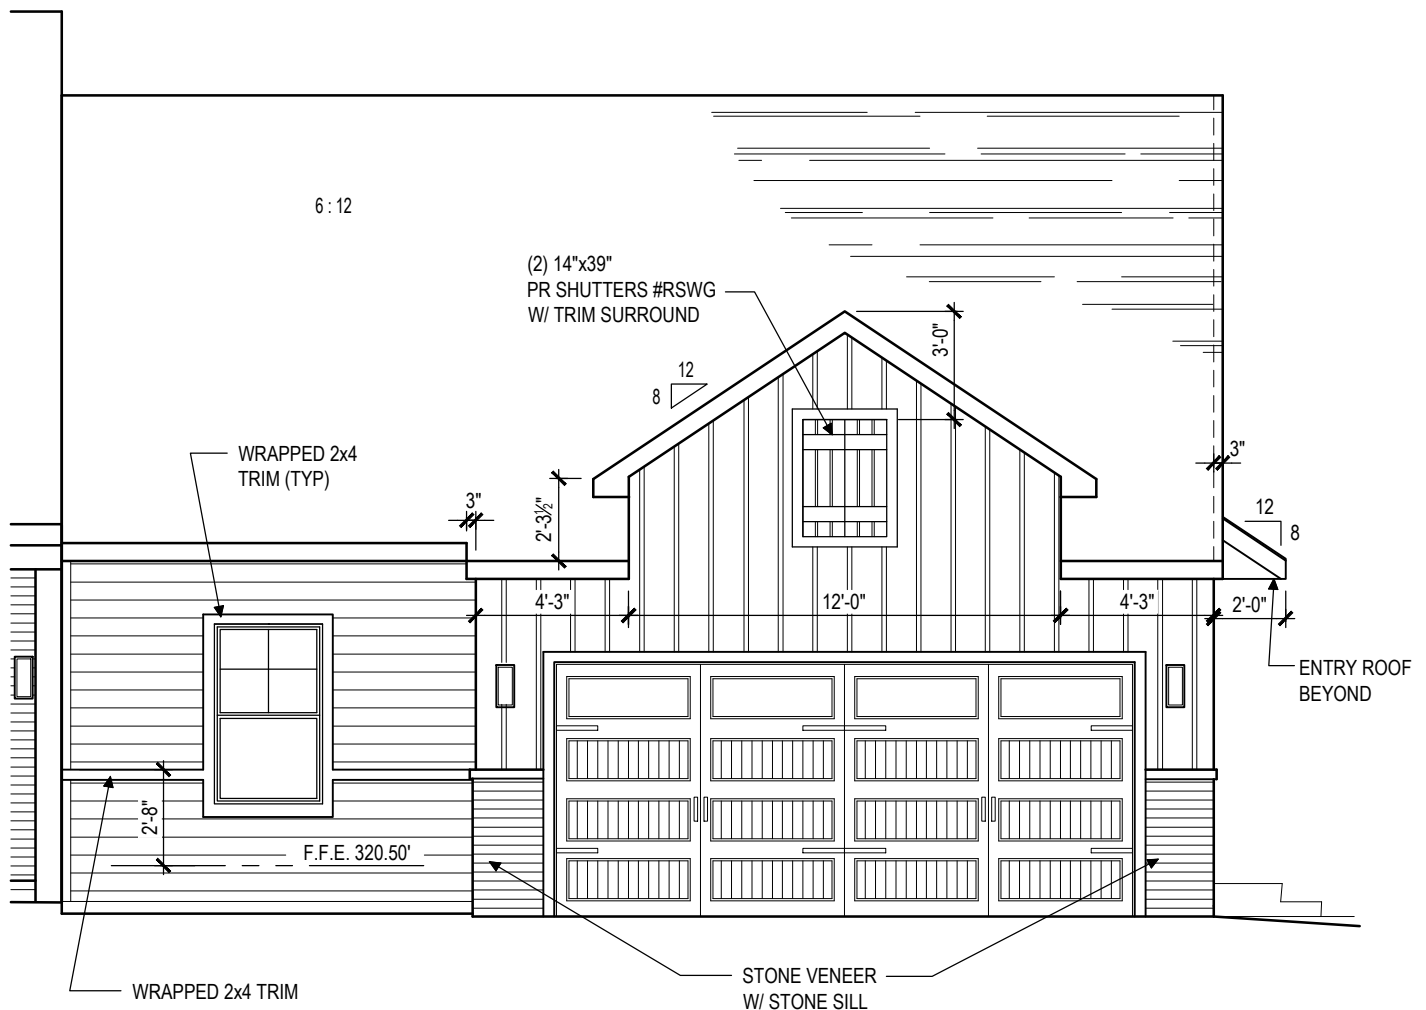 6 : 12
(2) 14"x39"
PR SHUTTERS #RSWG
W/ TRIM SURROUND
3'-0"
12
8
WRAPPED 2x4
TRIM (TYP)
3"
3"
2'-3½"
12
8
4'-3"
12'-0"
4'-3"
2'-0"
ENTRY ROOF
BEYOND
2'-8"
F.F.E. 320.50'
STONE VENEER
W/ STONE SILL
WRAPPED 2x4 TRIM